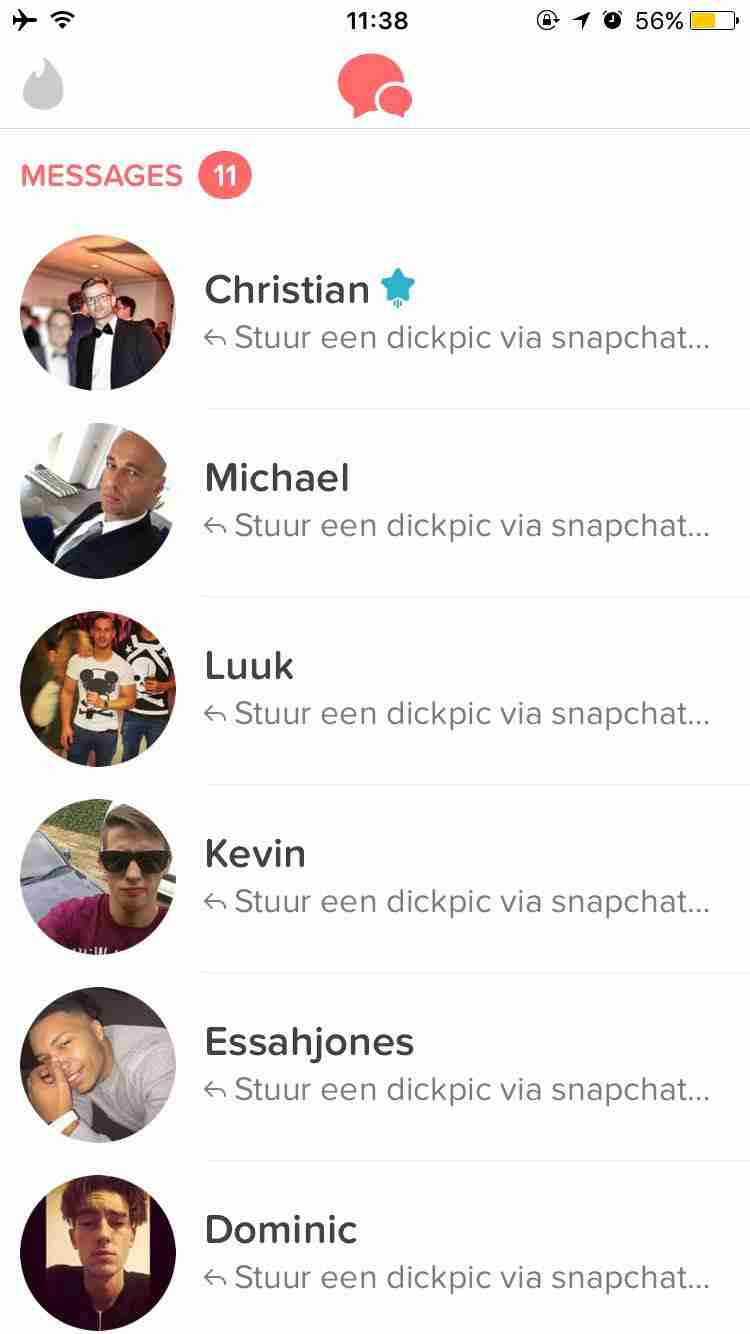 11:38
56%
MESSAGES 11
Christian
Stuur een dickpic via snapchat...
Michael
Stuur een dickpic via snapchat...
Luuk
Stuur een dickpic via snapchat...
Kevin
Stuur een dickpic via snapchat...
Essahjones
Stuur een dickpic via snapchat...
Dominic
Stuur een dickpic via snapchat...